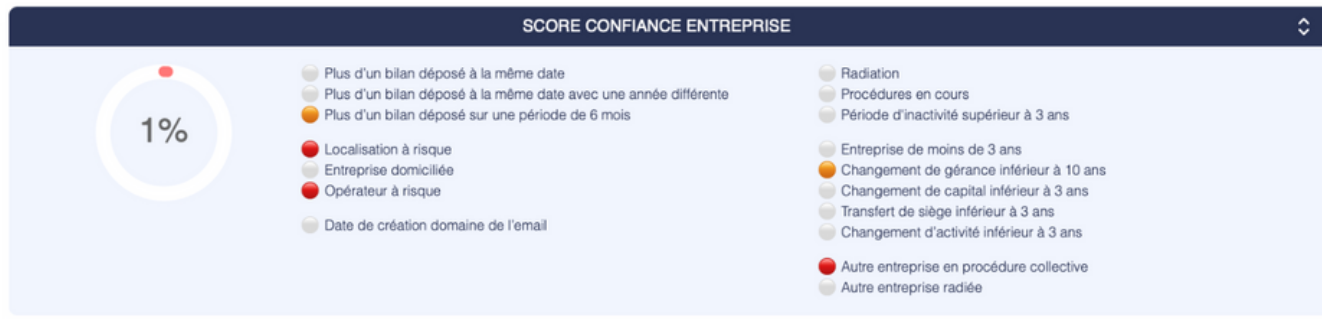 SCORE CONFIANCE ENTREPRISE
1%
Plus d'un bilan déposé à la même date
Plus d'un bilan déposé à la même date avec une année différente
Plus d'un bilan déposé sur une période de 6 mois
Localisation à risque
Entreprise domiciliée
Opérateur à risque
Date de création domaine de l'email
Radiation
Procédures en cours
Période d'inactivité supérieur à 3 ans
Entreprise de moins de 3 ans
Changement de gérance inférieur à 10 ans
Changement de capital inférieur à 3 ans
Transfert de siège inférieur à 3 ans
Changement d'activité inférieur à 3 ans
Autre entreprise en procédure collective
Autre entreprise radiée